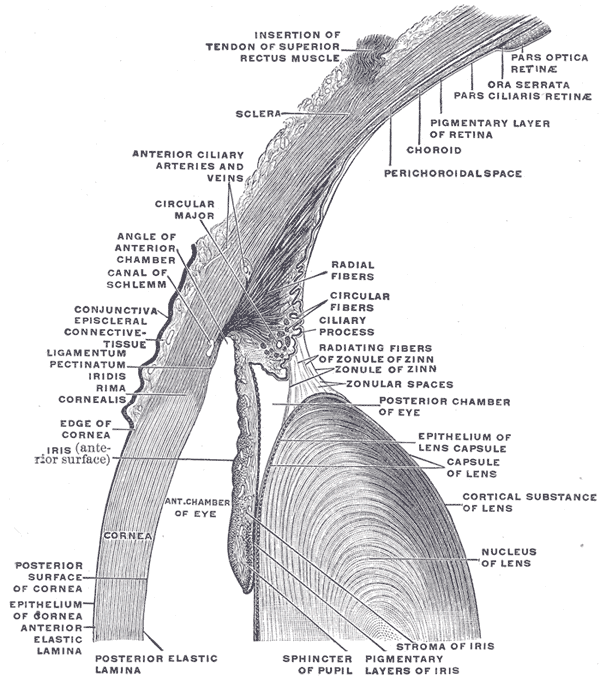 INSERTION OF
TENDON OF SUPERIOR
RECTUS MUSCLE
PARS OPTICA
RETINÆ
ORA SERRATA
PARS CILIARIS RETINÆ
SCLERA
PIGMENTARY LAYER
OF RETINA
CHOROID
PERICHOROIDAL SPACE
ANTERIOR CILIARY
ARTERIES AND
VEINS
CIRCULAR
MAJOR
ANGLE OF
ANTERIOR
CHAMBER
CANAL OF
SCHLEMM
RADIAL
FIBERS
CIRCULAR
FIBERS
CILIARY
PROCESS
CONJUNCTIVA
EPISCLERAL
CONNECTIVE-
TISSUE
LIGAMENTUM
PECTINATUM
IRIDIS
RIMA
CORNEALIS
RADIATING FIBERS
OF ZONULE OF ZINN
ZONULE OF ZINN
ZONULAR SPACES
POSTERIOR CHAMBER
OF EYE
EDGE OF
CORNEA
IRIS (ante-
rior surface)
EPITHELIUM OF
LENS CAPSULE
CAPSULE
OF LENS
ANT. CHAMBER
OF EYE
CORTICAL SUBSTANCE
OF LENS
CORNEA
NUCLEUS
OF LENS
POSTERIOR
SURFACE
OF CORNEA
EPITHELIUM
OF CORNEA
ANTERIOR
ELASTIC
LAMINA
POSTERIOR ELASTIC
LAMINA
SPHINCTER
OF PUPIL
PIGMENTARY
LAYERS OF IRIS
STROMA OF IRIS